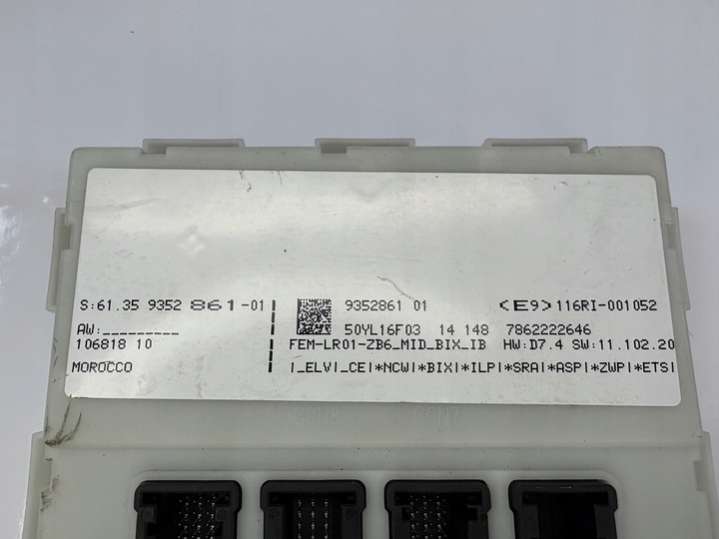 S:61.35 9352 861-01
AW:_________
106818 10
MOROCCO
9352861 01 <E9>116RI-001052
50YL16F03 14 148 7862222646
FEM-LR01-ZB6_MID_BIX_IB HW:D7.4 SW:11.102.20
|_ELV|_CE|*NCW|*BIX|*ILP|*SRA|*ASP|*ZWP|*ETS|